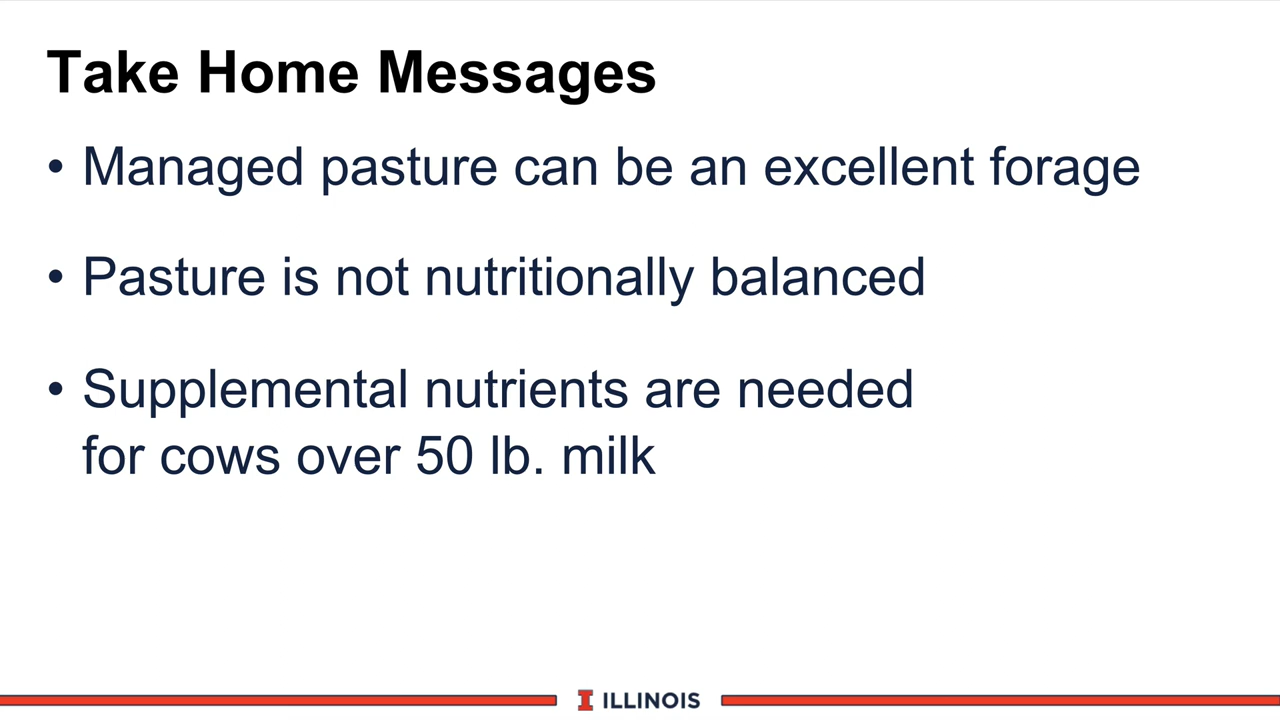 Take Home Messages
• Managed pasture can be an excellent forage
• Pasture is not nutritionally balanced
• Supplemental nutrients are needed
for cows over 50 lb. milk
I ILLINOIS